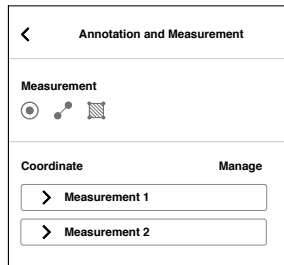 Annotation and Measurement
Measurement
Coordinate Manage
Measurement 1
Measurement 2